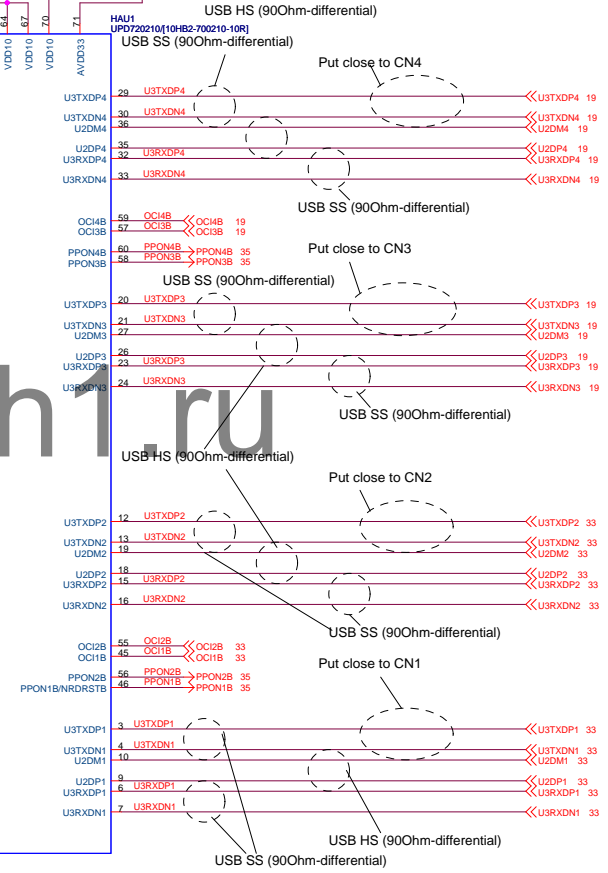 USB HS (90Ohm-differential)
64
67
70
71
HAU1
UPD720210/[10HB2-700210-10R]
VDD10
VDD10
VDD10
AVDD33
USB SS (90Ohm-differential)
Put close to CN4
U3TXDP4 29 U3TXDP4 U3TXDP4 19
U3TXDN4 30 U3TXDN4 U3TXDN4 19
U2DM4 36 U2DM4 19
U2DP4 35 U2DP4 19
U3RXDP4 32 U3RXDP4 U3RXDP4 19
U3RXDN4 33 U3RXDN4 U3RXDN4 19
USB SS (90Ohm-differential)
OCI4B 59 OCI4B OCI4B 19
OCI3B 57 OCI3B OCI3B 19
PPON4B 60 PPON4B PPON4B 35
PPON3B 58 PPON3B PPON3B 35
Put close to CN3
USB SS (90Ohm-differential)
U3TXDP3 20 U3TXDP3 U3TXDP3 19
U3TXDN3 21 U3TXDN3 U3TXDN3 19
U2DM3 27 U2DM3 19
U2DP3 26 U2DP3 19
U3RXDP3 23 U3RXDP3 U3RXDP3 19
U3RXDN3 24 U3RXDN3 U3RXDN3 19
h1.ru
USB SS (90Ohm-differential)
USB HS (90Ohm-differential)
Put close to CN2
U3TXDP2 12 U3TXDP2 U3TXDP2 33
U3TXDN2 13 U3TXDN2 U3TXDN2 33
U2DM2 19 U2DM2 33
U2DP2 18 U2DP2 33
U3RXDP2 15 U3RXDP2 U3RXDP2 33
U3RXDN2 16 U3RXDN2 U3RXDN2 33
USB SS (90Ohm-differential)
OCI2B 55 OCI2B OCI2B 33
OCI1B 45 OCI1B OCI1B 33
Put close to CN1
PPON2B 56 PPON2B PPON2B 35
PPON1B/NRDRSTB 46 PPON1B PPON1B 35
U3TXDP1 3 U3TXDP1 U3TXDP1 33
U3TXDN1 4 U3TXDN1 U3TXDN1 33
U2DM1 10 U2DM1 33
U2DP1 9 U2DP1 33
U3RXDP1 6 U3RXDP1 U3RXDP1 33
U3RXDN1 7 U3RXDN1 U3RXDN1 33
USB HS (90Ohm-differential)
USB SS (90Ohm-differential)